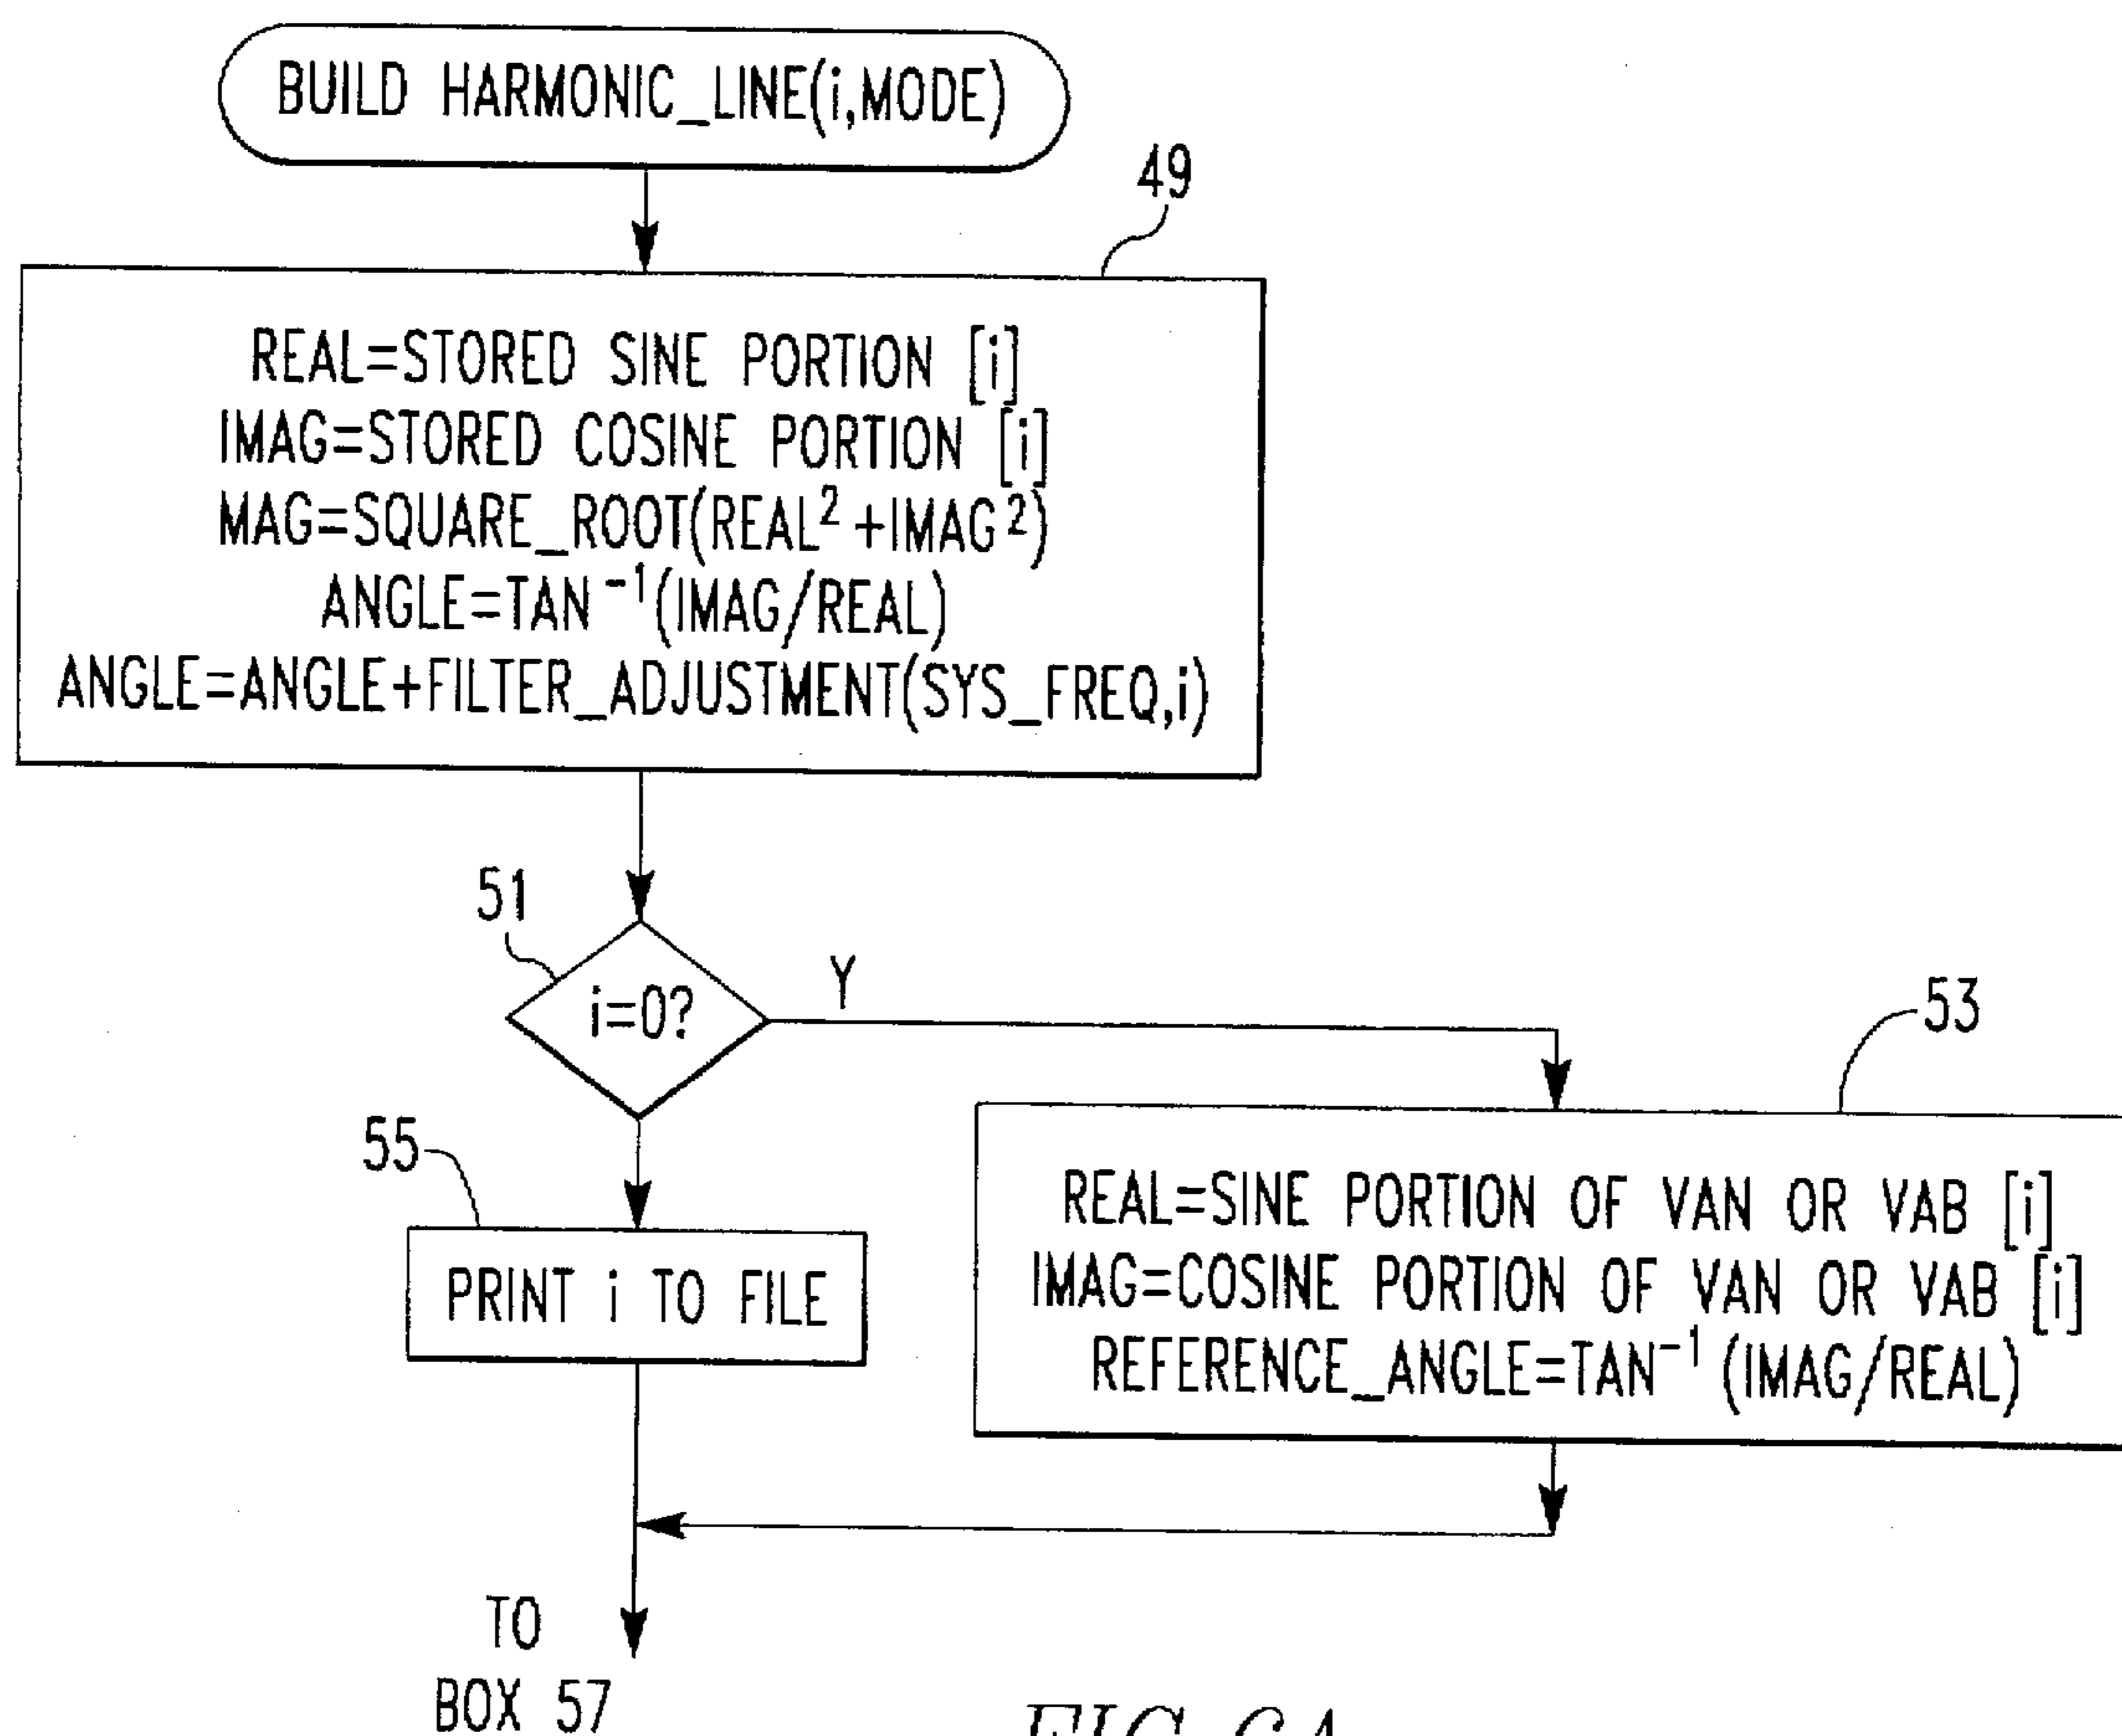 BUILD HARMONIC_LINE(i,MODE)
49
REAL=STORED SINE PORTION [i]
IMAG=STORED COSINE PORTION [i]
MAG=SQUARE_ROOT(REAL²+IMAG²)
ANGLE=TAN⁻¹(IMAG/REAL)
ANGLE=ANGLE+FILTER_ADJUSTMENT(SYS_FREQ,i)
51
i=0?
Y
53
REAL=SINE PORTION OF VAN OR VAB [i]
IMAG=COSINE PORTION OF VAN OR VAB [i]
REFERENCE_ANGLE=TAN⁻¹ (IMAG/REAL)
55
PRINT i TO FILE
TO
BOX 57
FIG. 6A